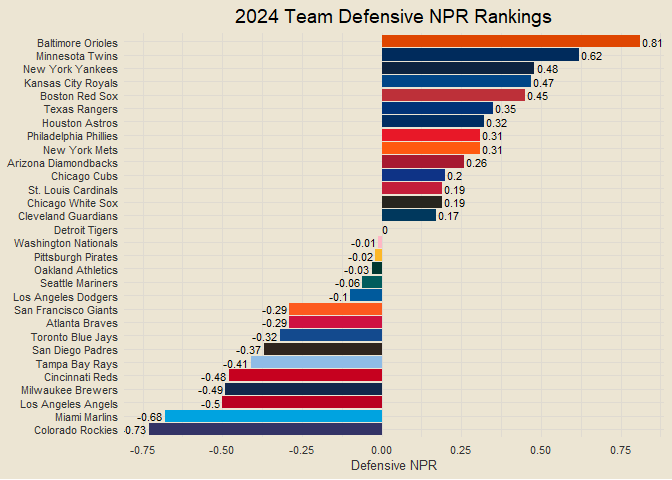 2024 Team Defensive NPR Rankings
Baltimore Orioles 0.81
Minnesota Twins 0.62
New York Yankees 0.48
Kansas City Royals 0.47
Boston Red Sox 0.45
Texas Rangers 0.35
Houston Astros 0.32
Philadelphia Phillies 0.31
New York Mets 0.31
Arizona Diamondbacks 0.26
Chicago Cubs 0.2
St. Louis Cardinals 0.19
Chicago White Sox 0.19
Cleveland Guardians 0.17
Detroit Tigers 0
Washington Nationals -0.01
Pittsburgh Pirates -0.02
Oakland Athletics -0.03
Seattle Mariners -0.06
Los Angeles Dodgers -0.1
San Francisco Giants -0.29
Atlanta Braves -0.29
Toronto Blue Jays -0.32
San Diego Padres -0.37
Tampa Bay Rays -0.41
Cincinnati Reds -0.48
Milwaukee Brewers -0.49
Los Angeles Angels -0.5
Miami Marlins -0.68
Colorado Rockies -0.73
-0.75 -0.50 -0.25 0.00 0.25 0.50 0.75
Defensive NPR